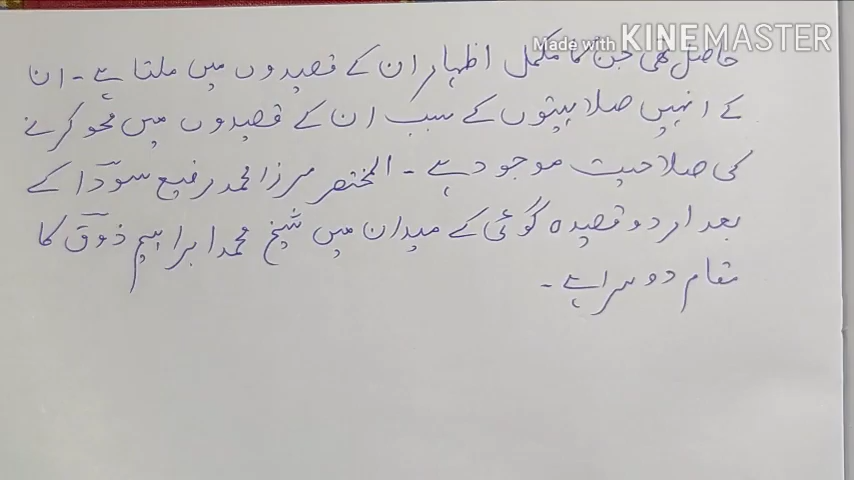 Made with KINEMASTER
حاصل تھی جن کا مکمل اظہار ان کے قصیدوں میں ملتا ہے۔ ان
کے انہیں صلاحیتوں کے سبب ان کے قصیدوں میں محو کرنے
کی صلاحیت موجود ہے۔ المختصر مرزا محمد رفیع سودؔا کے
بعد اردو قصیدہ گوئی کے میدان میں شیخ محمد ابراہیم ذوقؔ کا
مقام دوسرا ہے۔